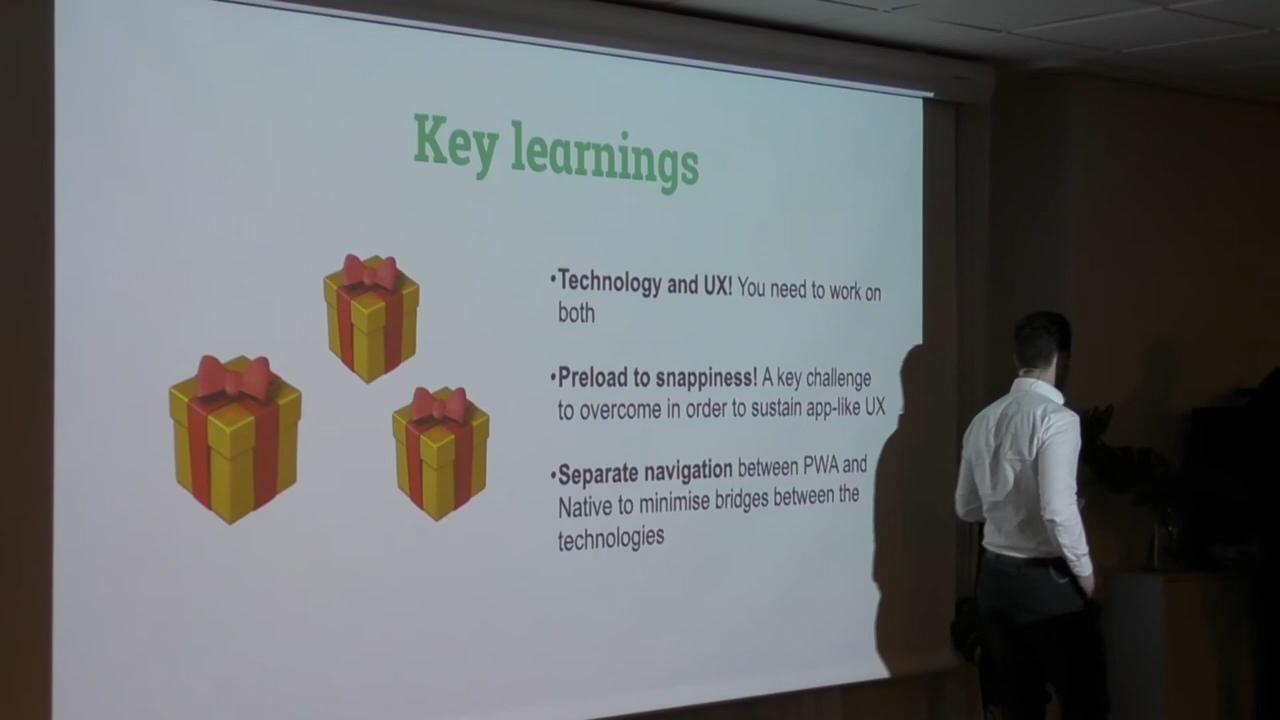 Key learnings
•Technology and UX! You need to work on
both
•Preload to snappiness! A key challenge
to overcome in order to sustain app-like UX
•Separate navigation between PWA and
Native to minimise bridges between the
technologies